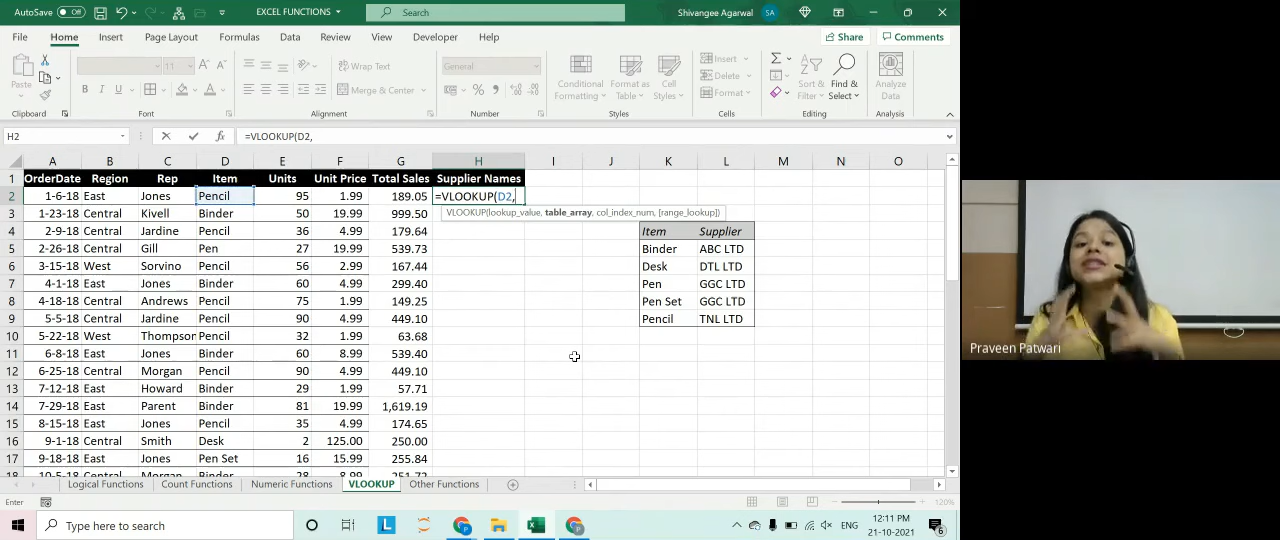 AutoSave Off EXCEL FUNCTIONS Search Shivangee Agarwal SA
File Home Insert Page Layout Formulas Data Review View Developer Help Share Comments
Paste 11 Wrap Text General Conditional Formatting Format as Table Cell Styles Insert Sort & Filter Find & Select Analyze Data
B I U Merge & Center Delete
Format
Clipboard Font Alignment Number Styles Cells Editing Analysis
H2 =VLOOKUP(D2,
A B C D E F G H I J K L M N O
1 OrderDate Region Rep Item Units Unit Price Total Sales Supplier Names
2 1-6-18 East Jones Pencil 95 1.99 189.05 =VLOOKUP(D2,
VLOOKUP(lookup_value, table_array, col_index_num, [range_lookup])
3 1-23-18 Central Kivell Binder 50 19.99 999.50
4 2-9-18 Central Jardine Pencil 36 4.99 179.64 Item Supplier
5 2-26-18 Central Gill Pen 27 19.99 539.73 Binder ABC LTD
6 3-15-18 West Sorvino Pencil 56 2.99 167.44 Desk DTL LTD
7 4-1-18 East Jones Binder 60 4.99 299.40 Pen GGC LTD
8 4-18-18 Central Andrews Pencil 75 1.99 149.25 Pen Set GGC LTD
9 5-5-18 Central Jardine Pencil 90 4.99 449.10 Pencil TNL LTD
10 5-22-18 West Thompson Pencil 32 1.99 63.68
11 6-8-18 East Jones Binder 60 8.99 539.40
12 6-25-18 Central Morgan Pencil 90 4.99 449.10
13 7-12-18 East Howard Binder 29 1.99 57.71
14 7-29-18 East Parent Binder 81 19.99 1,619.19
15 8-15-18 East Jones Pencil 35 4.99 174.65
16 9-1-18 Central Smith Desk 2 125.00 250.00
17 9-18-18 East Jones Pen Set 16 15.99 255.84
18 10-5-18 Central Morgan Binder 28 8.99 251.72
Logical Functions Count Functions Numeric Functions VLOOKUP Other Functions
Enter 120%
Type here to search ENG 12:11 PM
21-10-2021 6
Praveen Patwari